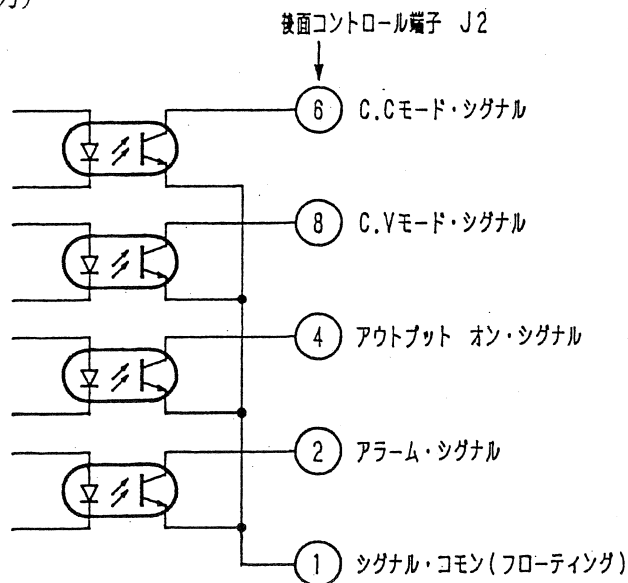 後面コントロール端子 J2
6 C.Cモード・シグナル
8 C.Vモード・シグナル
4 アウトプット オン・シグナル
2 アラーム・シグナル
1 シグナル・コモン(フローティング)